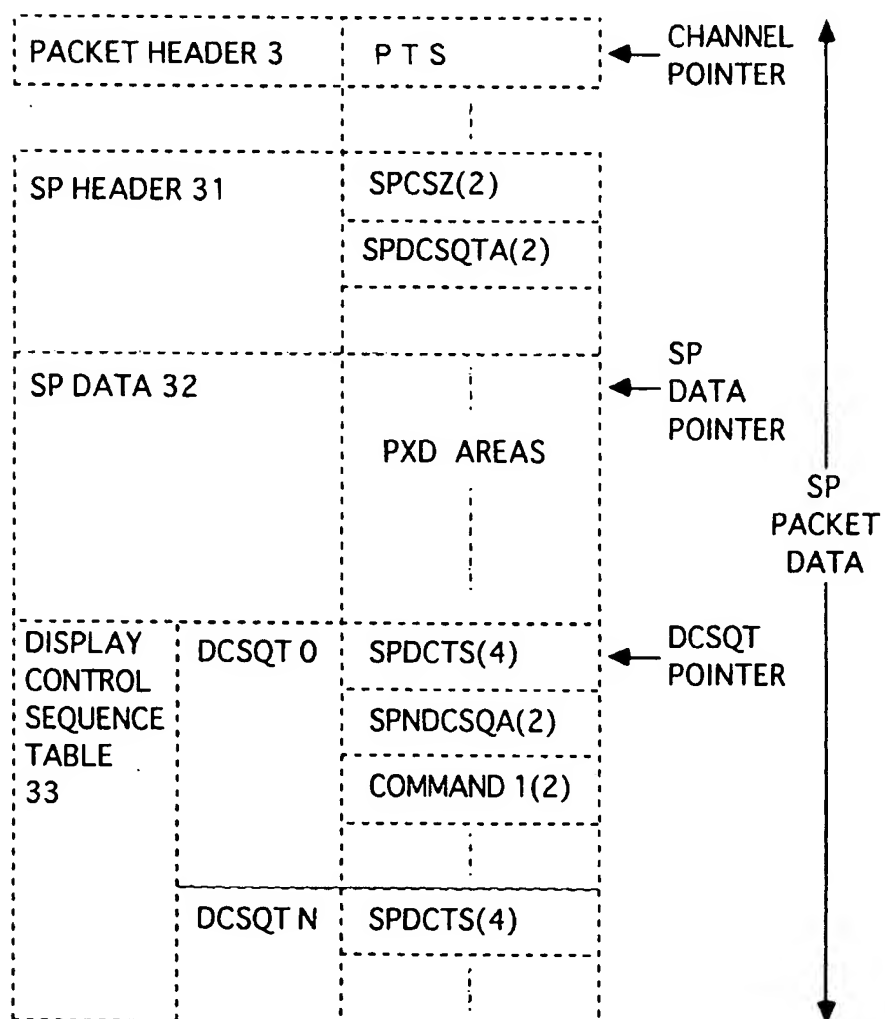 PACKET HEADER 3
P T S
CHANNEL
POINTER
SP HEADER 31
SPCSZ(2)
SPDCSQTA(2)
SP DATA 32
PXD AREAS
SP
DATA
POINTER
SP
PACKET
DATA
DISPLAY
CONTROL
SEQUENCE
TABLE
33
DCSQT 0
SPDCTS(4)
DCSQT
POINTER
SPNDCSQA(2)
COMMAND 1(2)
DCSQT N
SPDCTS(4)